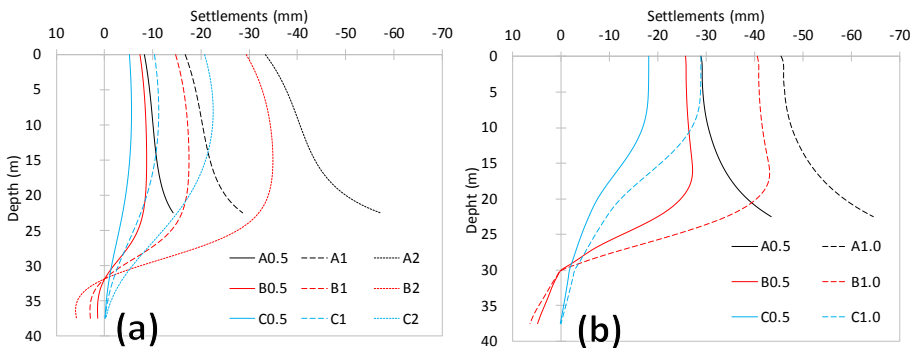 Settlements (mm)
10 0 -10 -20 -30 -40 -50 -60 -70
0
5
10
15
20
25
30
35
40
Depth (m)
A0.5 A1 A2
B0.5 B1 B2
C0.5 C1 C2
(a)
Settlements (mm)
10 0 -10 -20 -30 -40 -50 -60 -70
0
5
10
15
20
25
30
35
40
Depht (m)
A0.5 A1.0
B0.5 B1.0
C0.5 C1.0
(b)